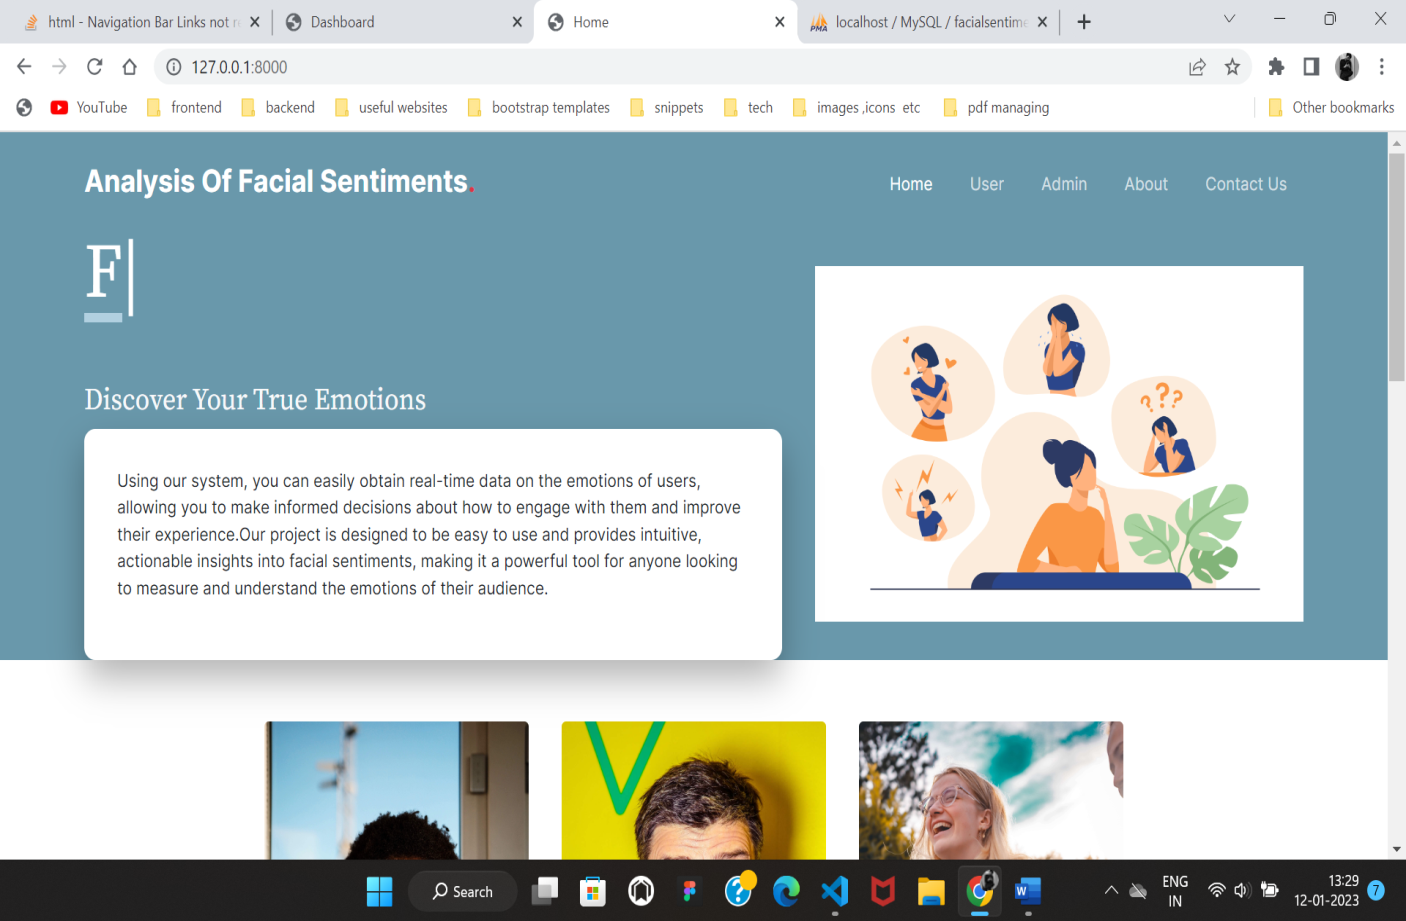 html - Navigation Bar Links not re
Dashboard
Home
localhost / MySQL / facialsentime
127.0.0.1:8000
YouTube
frontend
backend
useful websites
bootstrap templates
snippets
tech
images ,icons etc
pdf managing
Other bookmarks
Analysis Of Facial Sentiments.
Home
User
Admin
About
Contact Us
F
Discover Your True Emotions
Using our system, you can easily obtain real-time data on the emotions of users,
allowing you to make informed decisions about how to engage with them and improve
their experience.Our project is designed to be easy to use and provides intuitive,
actionable insights into facial sentiments, making it a powerful tool for anyone looking
to measure and understand the emotions of their audience.
? ? ?
Search
ENG
IN
13:29
12-01-2023
7